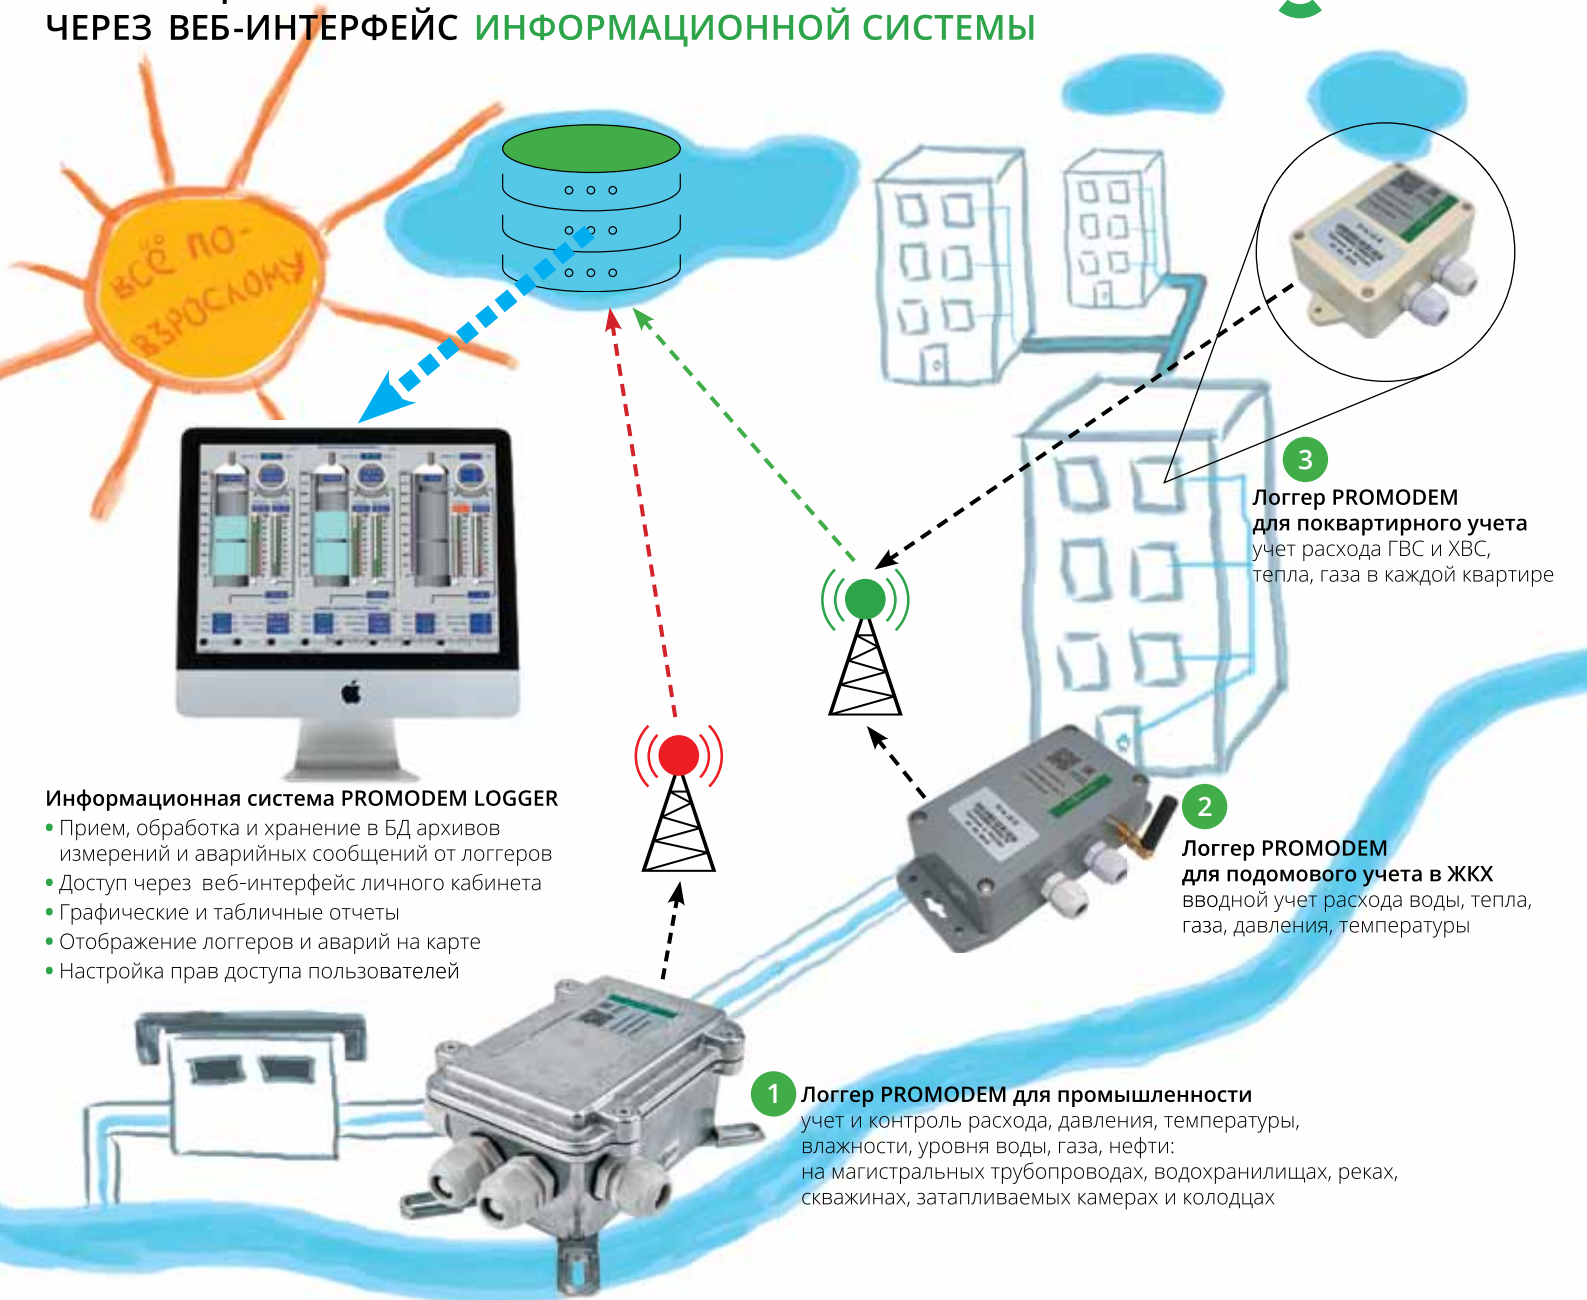 ЧЕРЕЗ ВЕБ-ИНТЕРФЕЙС ИНФОРМАЦИОННОЙ СИСТЕМЫ
ВСЁ ПО-
ВЗРОСЛОМУ
3
Логгер PROMODEM
для поквартирного учета
учет расхода ГВС и ХВС,
тепла, газа в каждой квартире
Информационная система PROMODEM LOGGER
• Прием, обработка и хранение в БД архивов
измерений и аварийных сообщений от логгеров
• Доступ через веб-интерфейс личного кабинета
• Графические и табличные отчеты
• Отображение логгеров и аварий на карте
• Настройка прав доступа пользователей
2
Логгер PROMODEM
для подомового учета в ЖКХ
вводной учет расхода воды, тепла,
газа, давления, температуры
1
Логгер PROMODEM для промышленности
учет и контроль расхода, давления, температуры,
влажности, уровня воды, газа, нефти:
на магистральных трубопроводах, водохранилищах, реках,
скважинах, затапливаемых камерах и колодцах